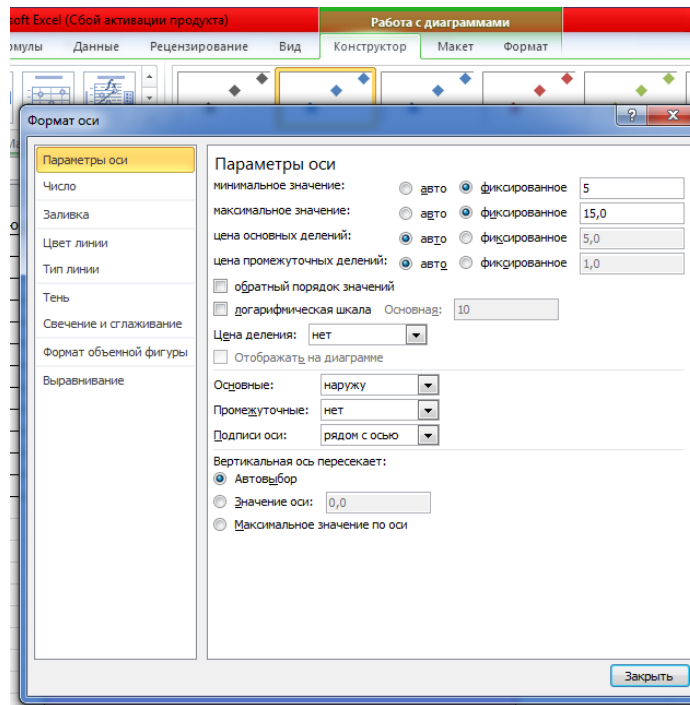 soft Excel (Сбой активации продукта)
Работа с диаграммами
рмулы Данные Рецензирование Вид Конструктор Макет Формат
Формат оси
?
Параметры оси
Число
Заливка
Цвет линии
Тип линии
Тень
Свечение и сглаживание
Формат объемной фигуры
Выравнивание
Параметры оси
минимальное значение: авто фиксированное 5
максимальное значение: авто фиксированное 15,0
цена основных делений: авто фиксированное 5,0
цена промежуточных делений: авто фиксированное 1,0
обратный порядок значений
логарифмическая шкала Основная: 10
Цена деления: нет
Отображать на диаграмме
Основные: наружу
Промежуточные: нет
Подписи оси: рядом с осью
Вертикальная ось пересекает:
Автовыбор
Значение оси: 0,0
Максимальное значение по оси
Закрыть